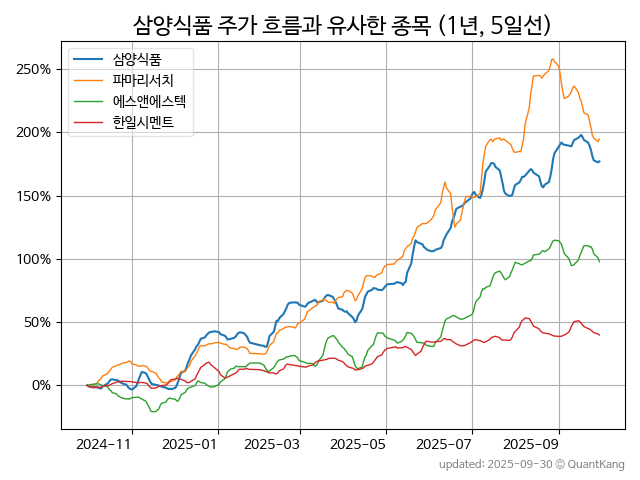 삼양식품 주가 흐름과 유사한 종목 (1년, 5일선)
삼양식품
파마리서치
에스앤에스텍
한일시멘트
250%
200%
150%
100%
50%
0%
2024-11 2025-01 2025-03 2025-05 2025-07 2025-09
updated: 2025-09-30 © QuantKang